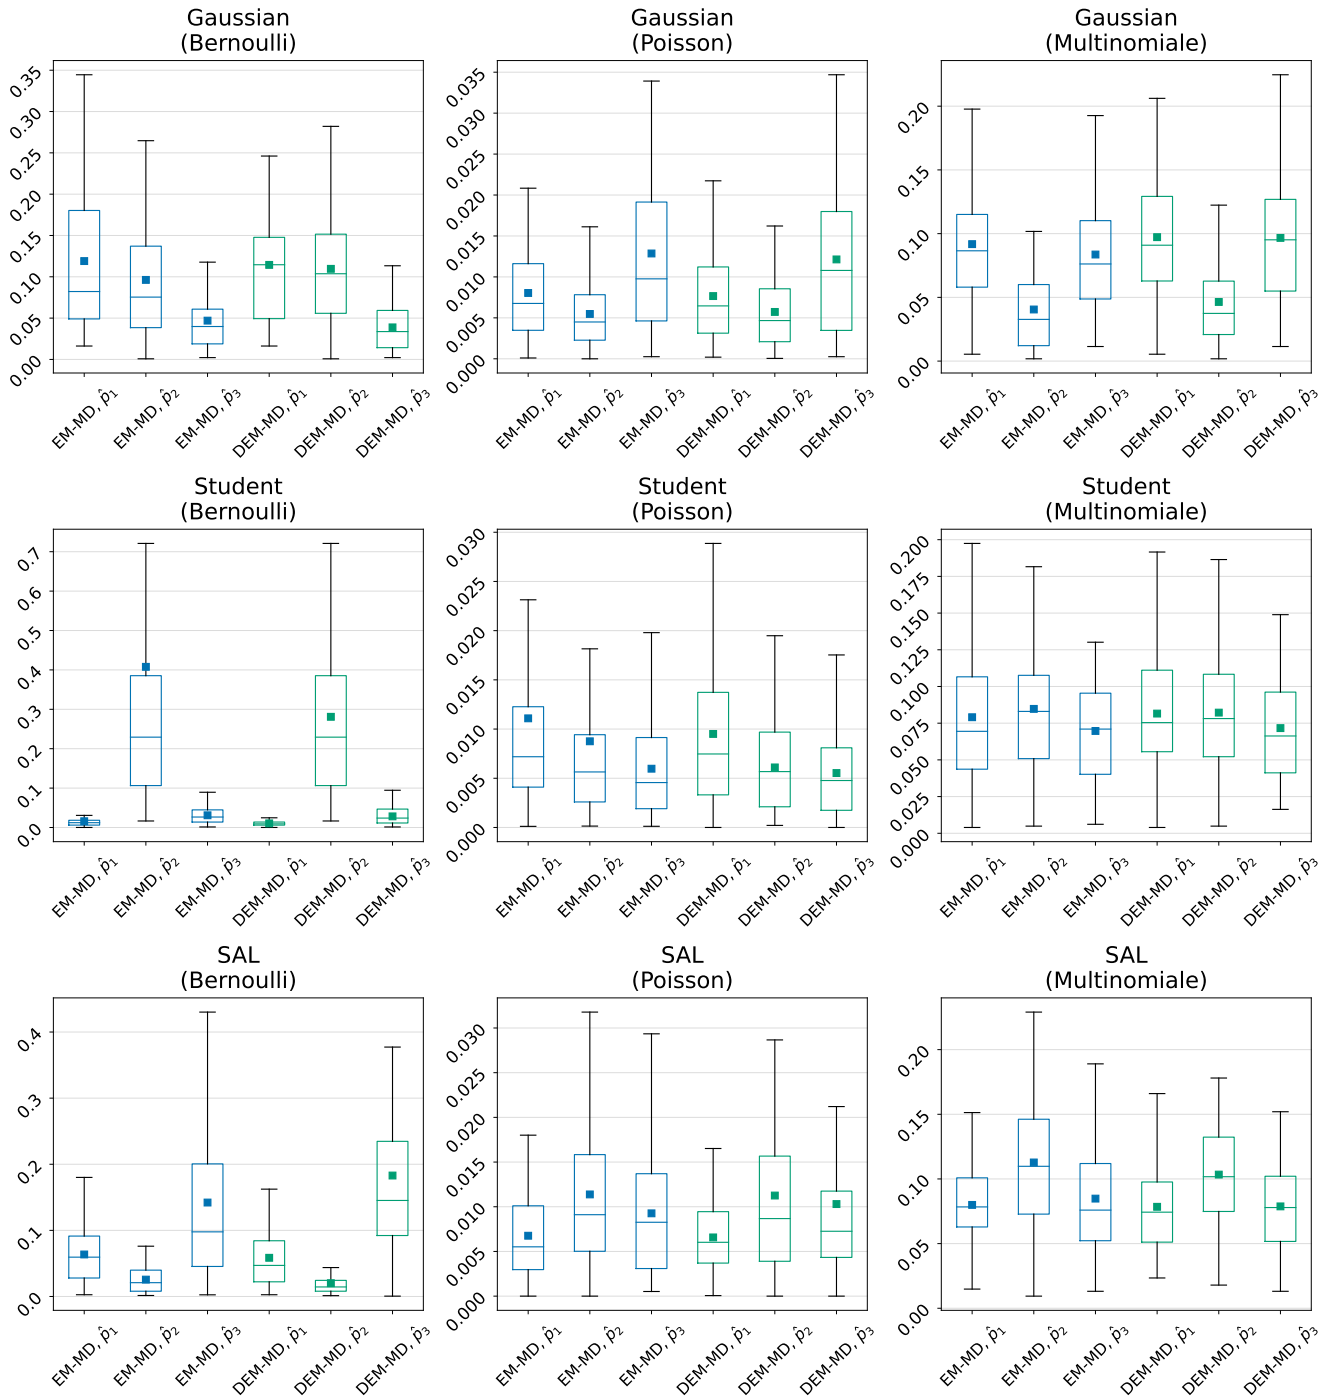 Gaussian
(Bernoulli)
0.35
0.30
0.25
0.20
0.15
0.10
0.05
0.00
EM-MD, p̂1
EM-MD, p̂2
EM-MD, p̂3
DEM-MD, p̂1
DEM-MD, p̂2
DEM-MD, p̂3
Gaussian
(Poisson)
0.035
0.030
0.025
0.020
0.015
0.010
0.005
0.000
EM-MD, p̂1
EM-MD, p̂2
EM-MD, p̂3
DEM-MD, p̂1
DEM-MD, p̂2
DEM-MD, p̂3
Gaussian
(Multinomiale)
0.20
0.15
0.10
0.05
0.00
EM-MD, p̂1
EM-MD, p̂2
EM-MD, p̂3
DEM-MD, p̂1
DEM-MD, p̂2
DEM-MD, p̂3
Student
(Bernoulli)
0.7
0.6
0.5
0.4
0.3
0.2
0.1
0.0
EM-MD, p̂1
EM-MD, p̂2
EM-MD, p̂3
DEM-MD, p̂1
DEM-MD, p̂2
DEM-MD, p̂3
Student
(Poisson)
0.030
0.025
0.020
0.015
0.010
0.005
0.000
EM-MD, p̂1
EM-MD, p̂2
EM-MD, p̂3
DEM-MD, p̂1
DEM-MD, p̂2
DEM-MD, p̂3
Student
(Multinomiale)
0.200
0.175
0.150
0.125
0.100
0.075
0.050
0.025
0.000
EM-MD, p̂1
EM-MD, p̂2
EM-MD, p̂3
DEM-MD, p̂1
DEM-MD, p̂2
DEM-MD, p̂3
SAL
(Bernoulli)
0.4
0.3
0.2
0.1
0.0
EM-MD, p̂1
EM-MD, p̂2
EM-MD, p̂3
DEM-MD, p̂1
DEM-MD, p̂2
DEM-MD, p̂3
SAL
(Poisson)
0.030
0.025
0.020
0.015
0.010
0.005
0.000
EM-MD, p̂1
EM-MD, p̂2
EM-MD, p̂3
DEM-MD, p̂1
DEM-MD, p̂2
DEM-MD, p̂3
SAL
(Multinomiale)
0.20
0.15
0.10
0.05
0.00
EM-MD, p̂1
EM-MD, p̂2
EM-MD, p̂3
DEM-MD, p̂1
DEM-MD, p̂2
DEM-MD, p̂3